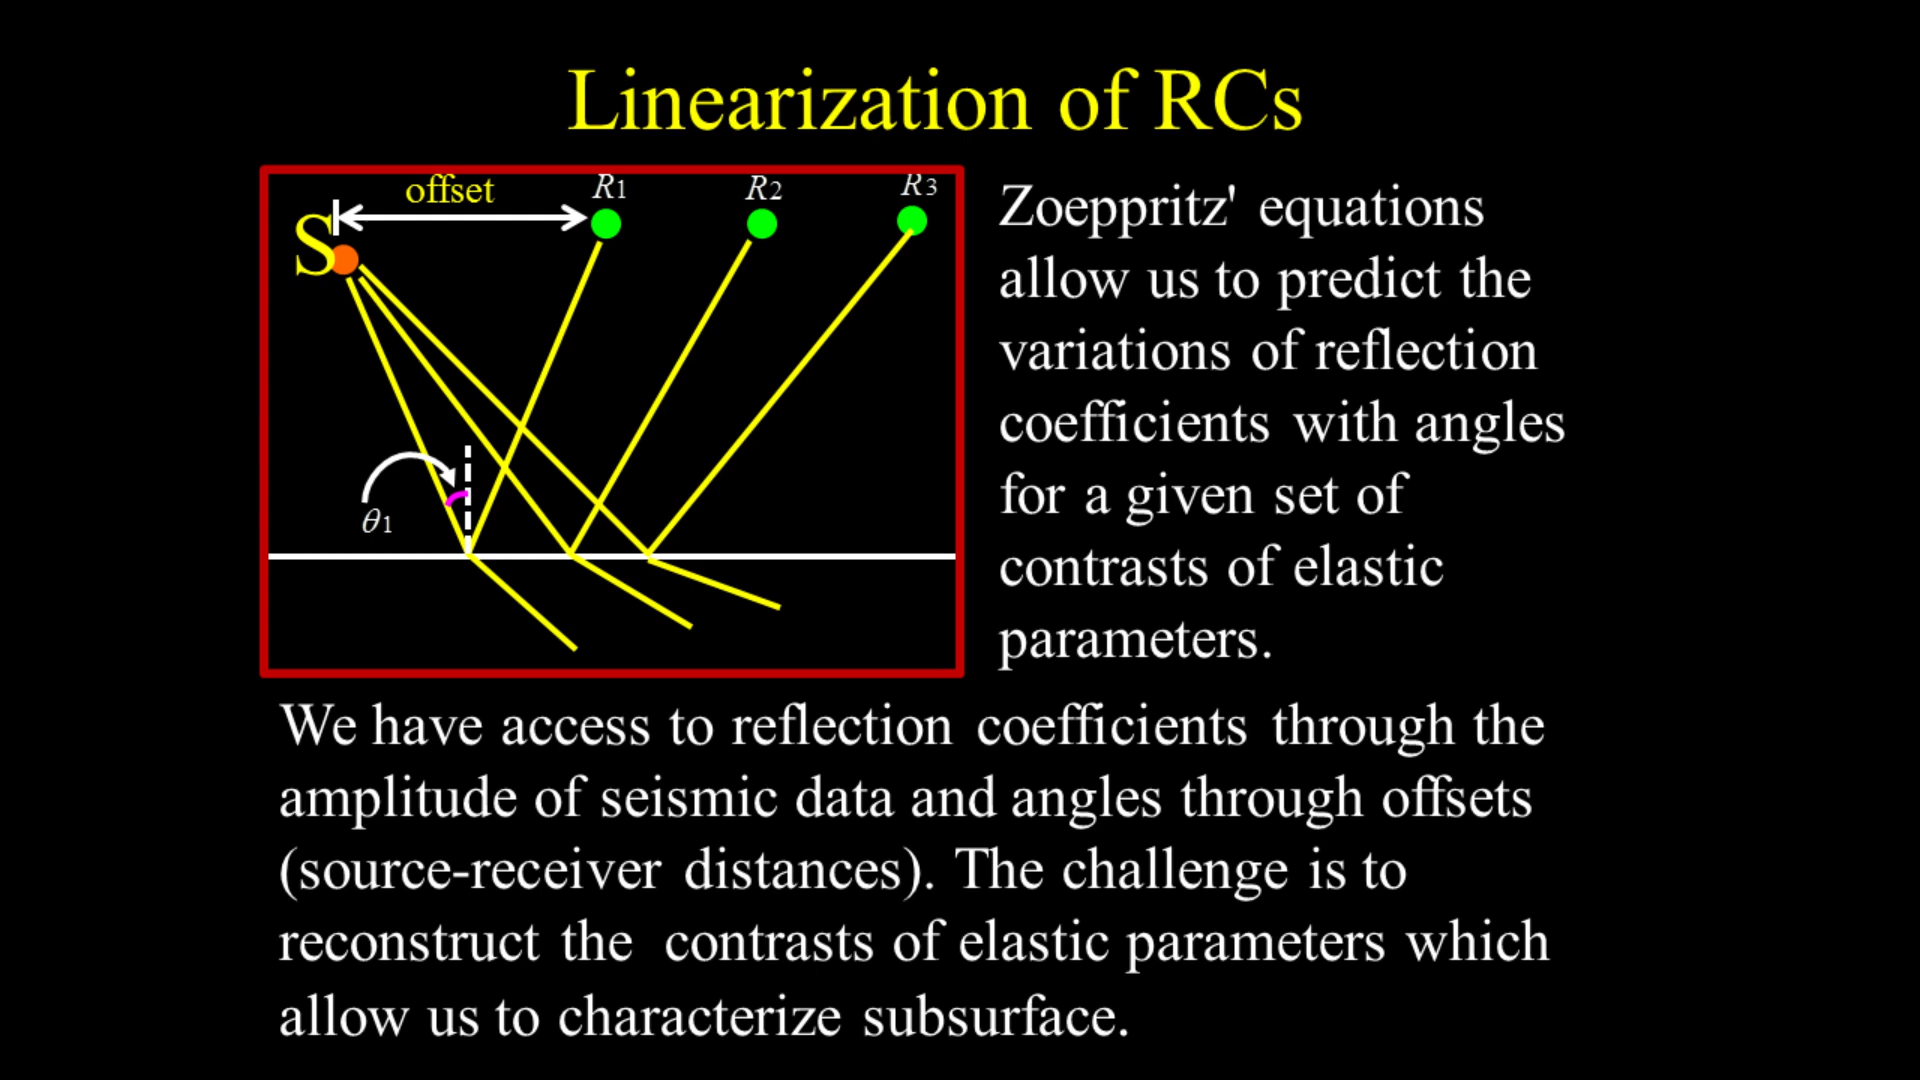 Linearization of RCs
offset
R1
R2
R3
S
θ1
Zoeppritz' equations
allow us to predict the
variations of reflection
coefficients with angles
for a given set of
contrasts of elastic
parameters.
We have access to reflection coefficients through the
amplitude of seismic data and angles through offsets
(source-receiver distances). The challenge is to
reconstruct the contrasts of elastic parameters which
allow us to characterize subsurface.